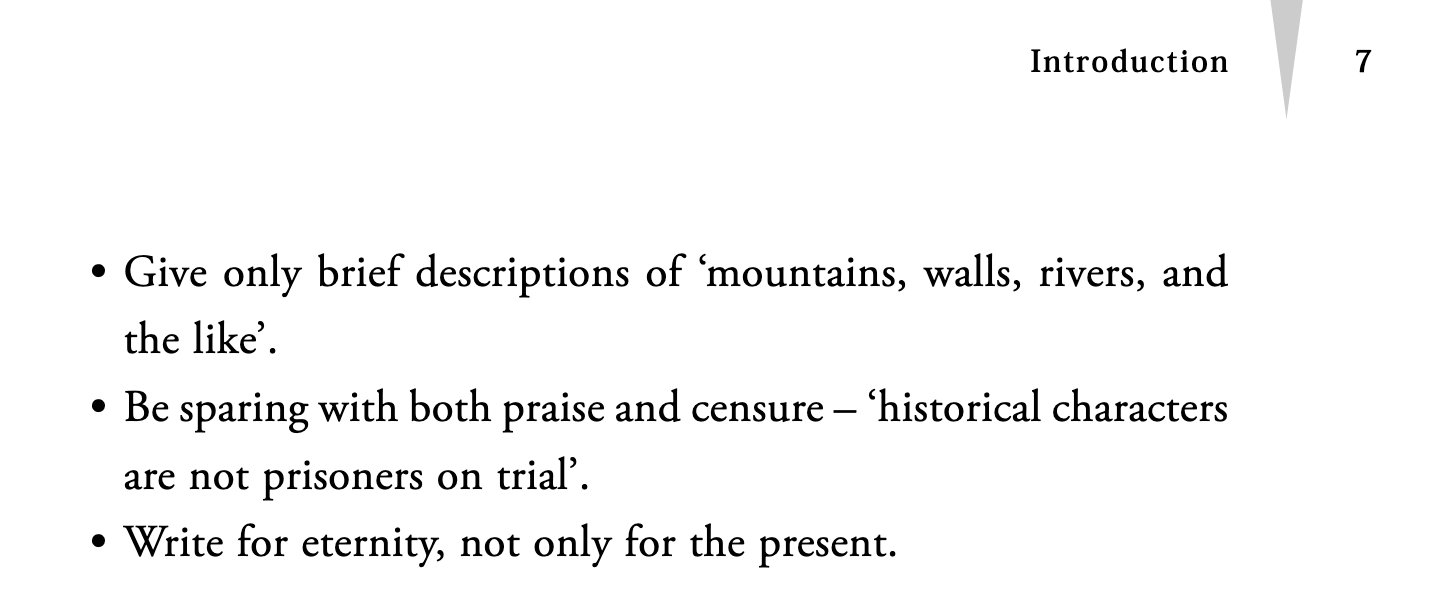 Introduction 7
• Give only brief descriptions of ‘mountains, walls, rivers, and
the like’.
• Be sparing with both praise and censure – ‘historical characters
are not prisoners on trial’.
• Write for eternity, not only for the present.